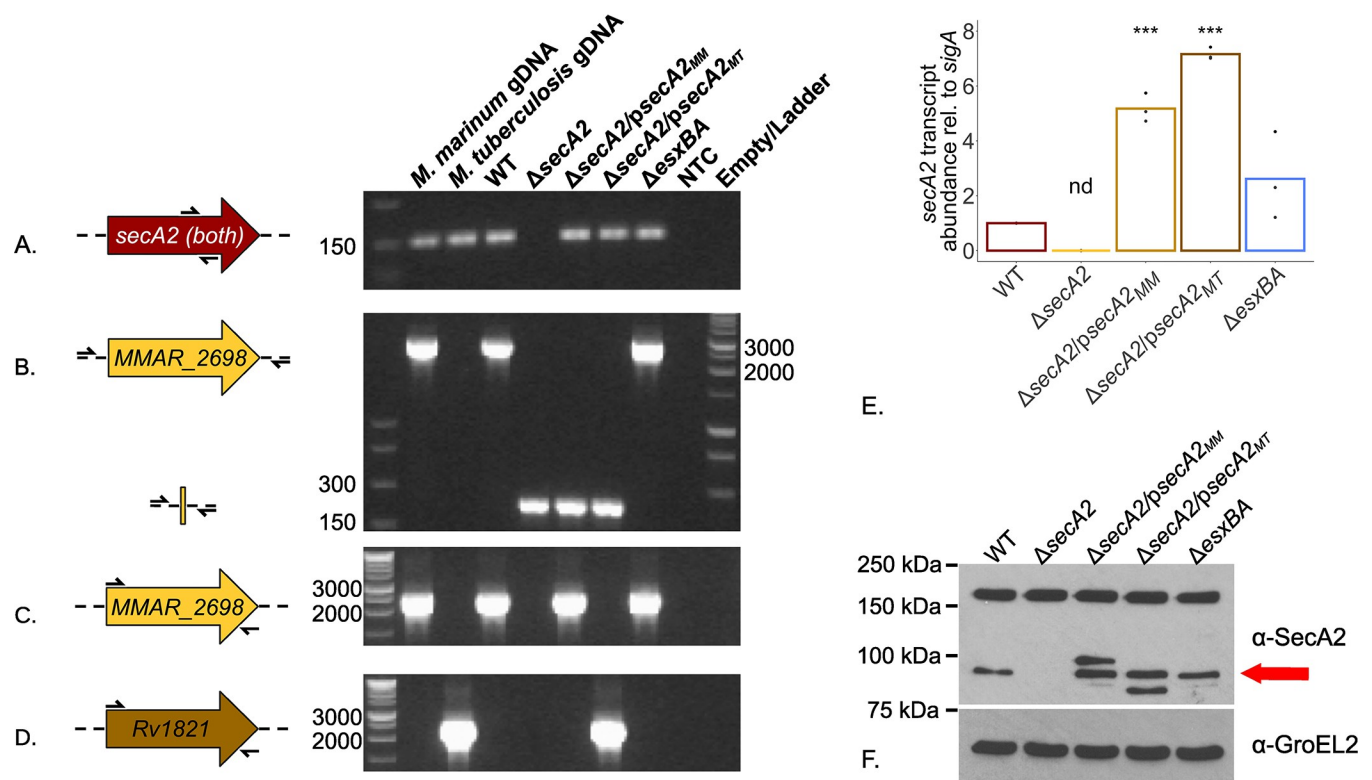 M. marinum gDNA
M. tuberculosis gDNA
WT
ΔsecA2
ΔsecA2/psecA2MM
ΔsecA2/psecA2MT
ΔesxBA
NTC
Empty/Ladder
A.
secA2 (both)
150
B.
MMAR_2698
3000
2000
300
150
C.
MMAR_2698
3000
2000
D.
Rv1821
3000
2000
secA2 transcript
abundance rel. to sigA
8
6
4
2
0
nd
***
***
WT
ΔsecA2
ΔsecA2/psecA2MM
ΔsecA2/psecA2MT
ΔesxBA
E.
WT
ΔsecA2
ΔsecA2/psecA2MM
ΔsecA2/psecA2MT
ΔesxBA
250 kDa
150 kDa
100 kDa
75 kDa
α-SecA2
α-GroEL2
F.